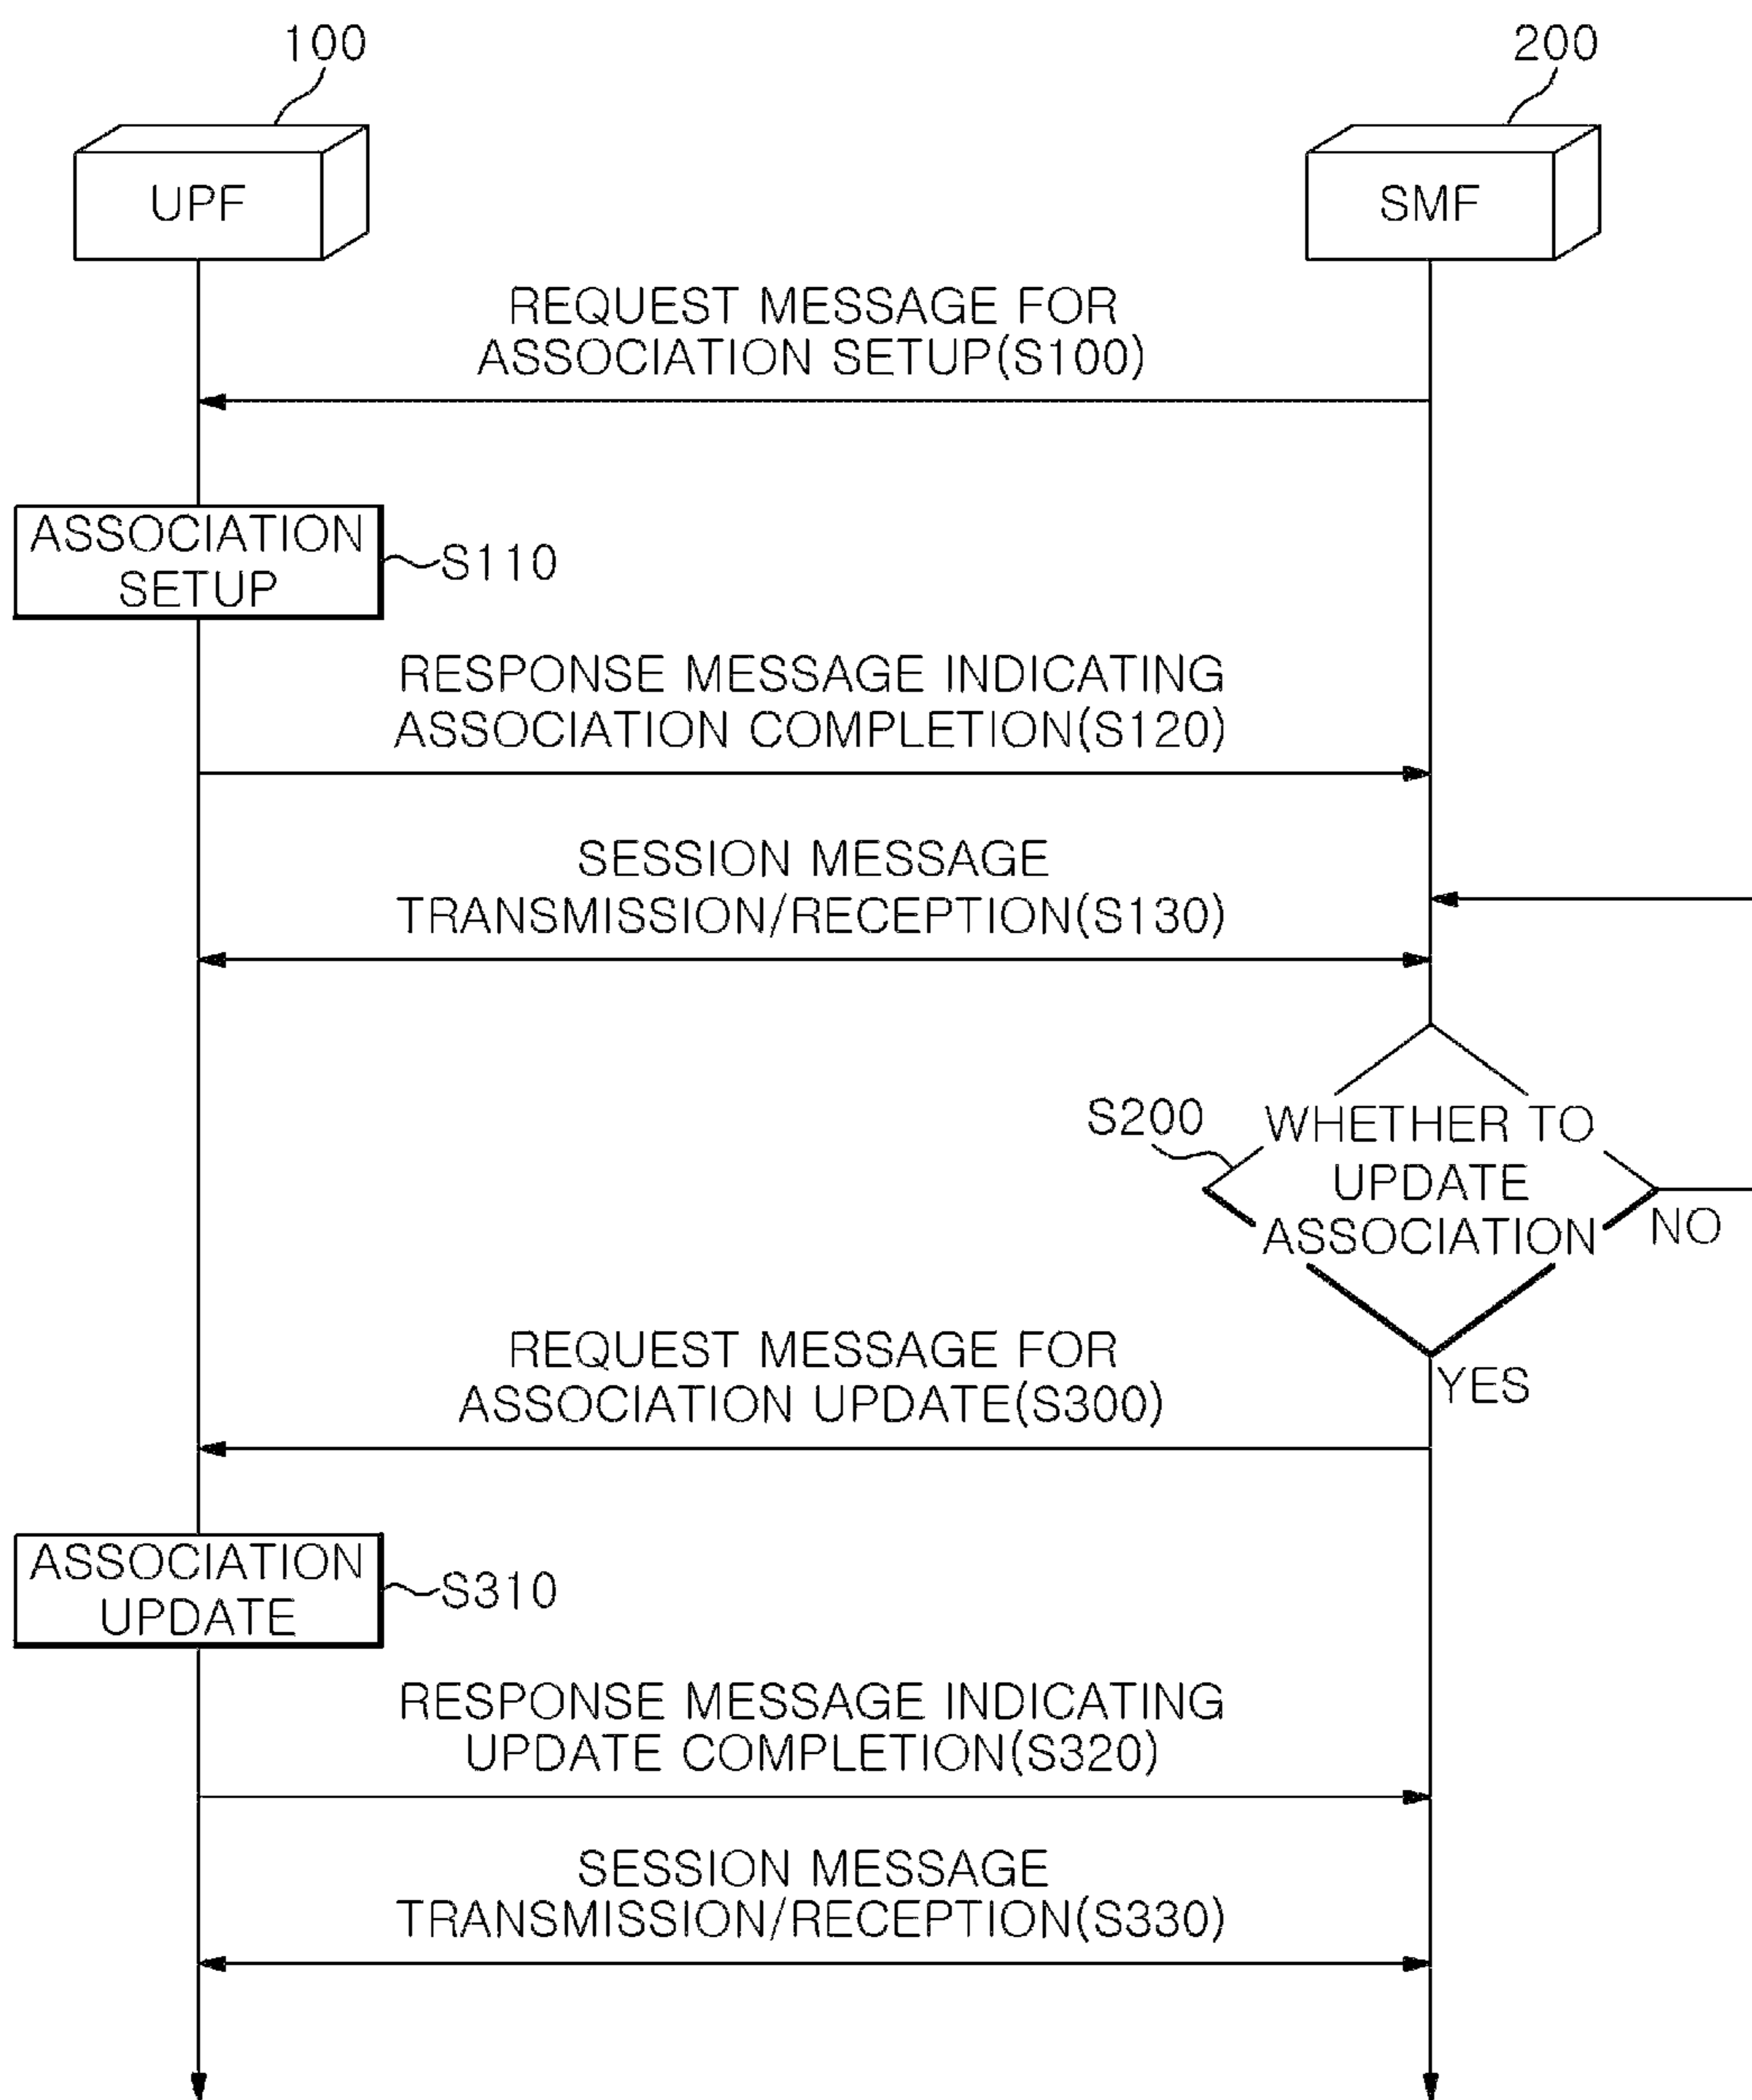 100
200
UPF
SMF
REQUEST MESSAGE FOR
ASSOCIATION SETUP(S100)
ASSOCIATION
SETUP
S110
RESPONSE MESSAGE INDICATING
ASSOCIATION COMPLETION(S120)
SESSION MESSAGE
TRANSMISSION/RECEPTION(S130)
S200
WHETHER TO
UPDATE
ASSOCIATION
NO
YES
REQUEST MESSAGE FOR
ASSOCIATION UPDATE(S300)
ASSOCIATION
UPDATE
S310
RESPONSE MESSAGE INDICATING
UPDATE COMPLETION(S320)
SESSION MESSAGE
TRANSMISSION/RECEPTION(S330)